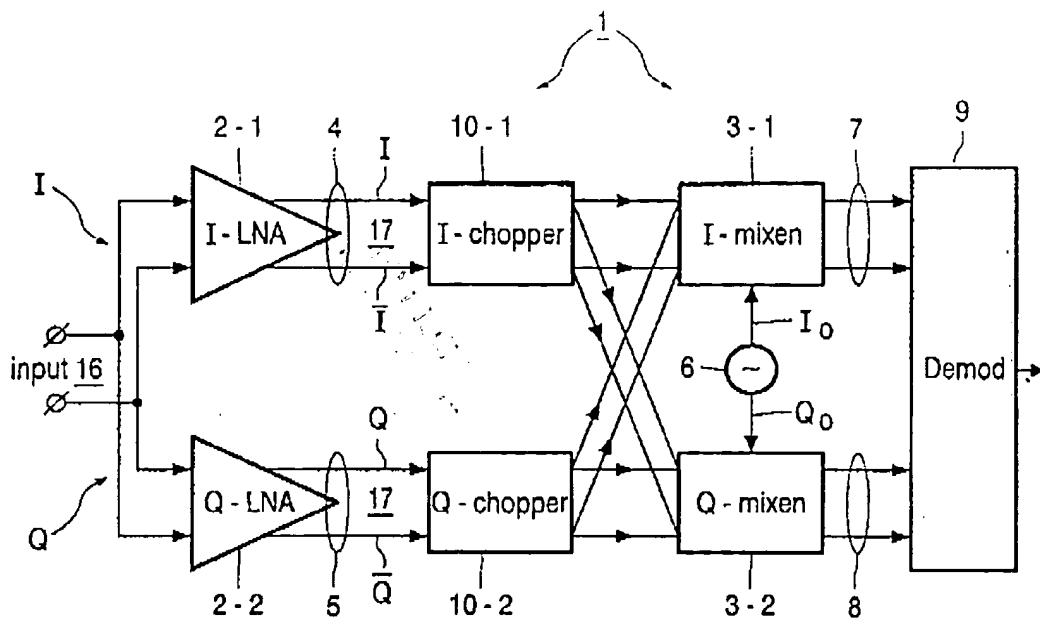 1
2 - 1
4
I
10 - 1
3 - 1
7
9
I
I - LNA
17
I - chopper
I - mixen
Ī
I₀
input 16
6
~
Demod
Q₀
Q
Q
Q - LNA
17
Q - chopper
Q - mixen
Q̅
2 - 2
5
10 - 2
3 - 2
8